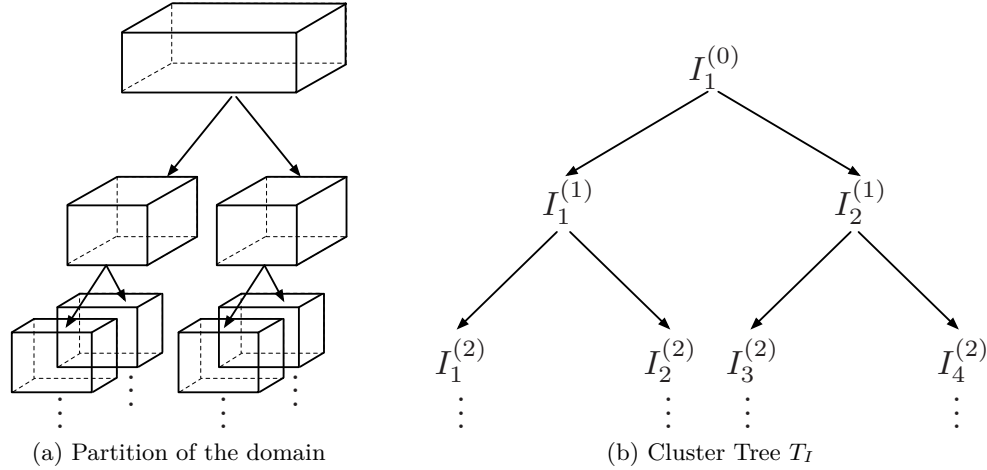 I_1^{(0)}
I_1^{(1)} I_2^{(1)}
I_1^{(2)} I_2^{(2)} I_3^{(2)} I_4^{(2)}
(a) Partition of the domain
(b) Cluster Tree T_I